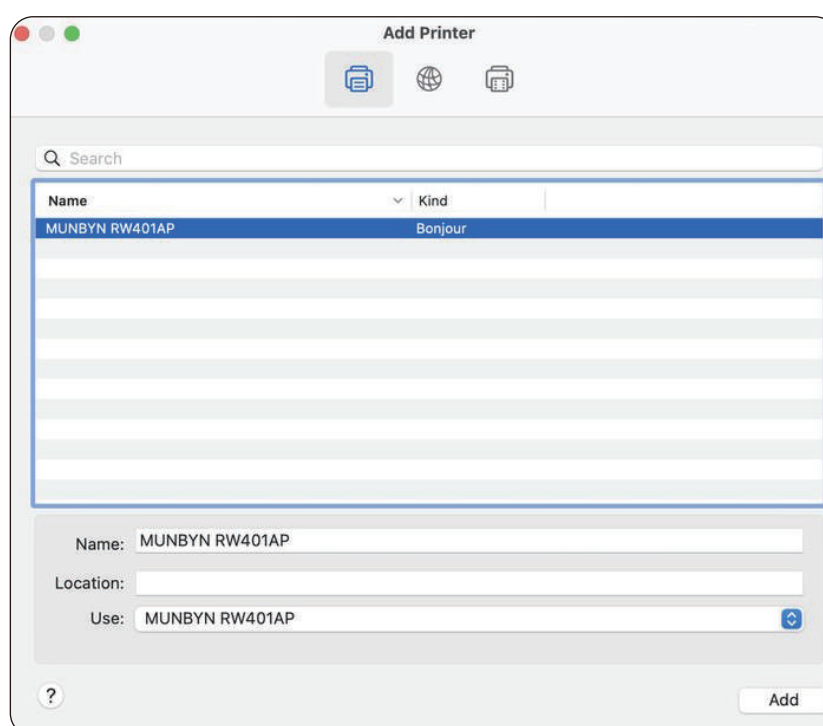 Add Printer
Search
Name Kind
MUNBYN RW401AP Bonjour
Name: MUNBYN RW401AP
Location:
Use: MUNBYN RW401AP
?
Add